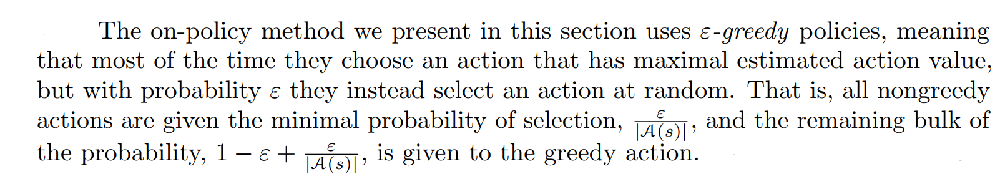 The on-policy method we present in this section uses ε-greedy policies, meaning
that most of the time they choose an action that has maximal estimated action value,
but with probability ε they instead select an action at random. That is, all nongreedy
actions are given the minimal probability of selection, $\frac{\varepsilon}{|\mathcal{A}(s)|}$, and the remaining bulk of
the probability, $1 - \varepsilon + \frac{\varepsilon}{|\mathcal{A}(s)|}$, is given to the greedy action.